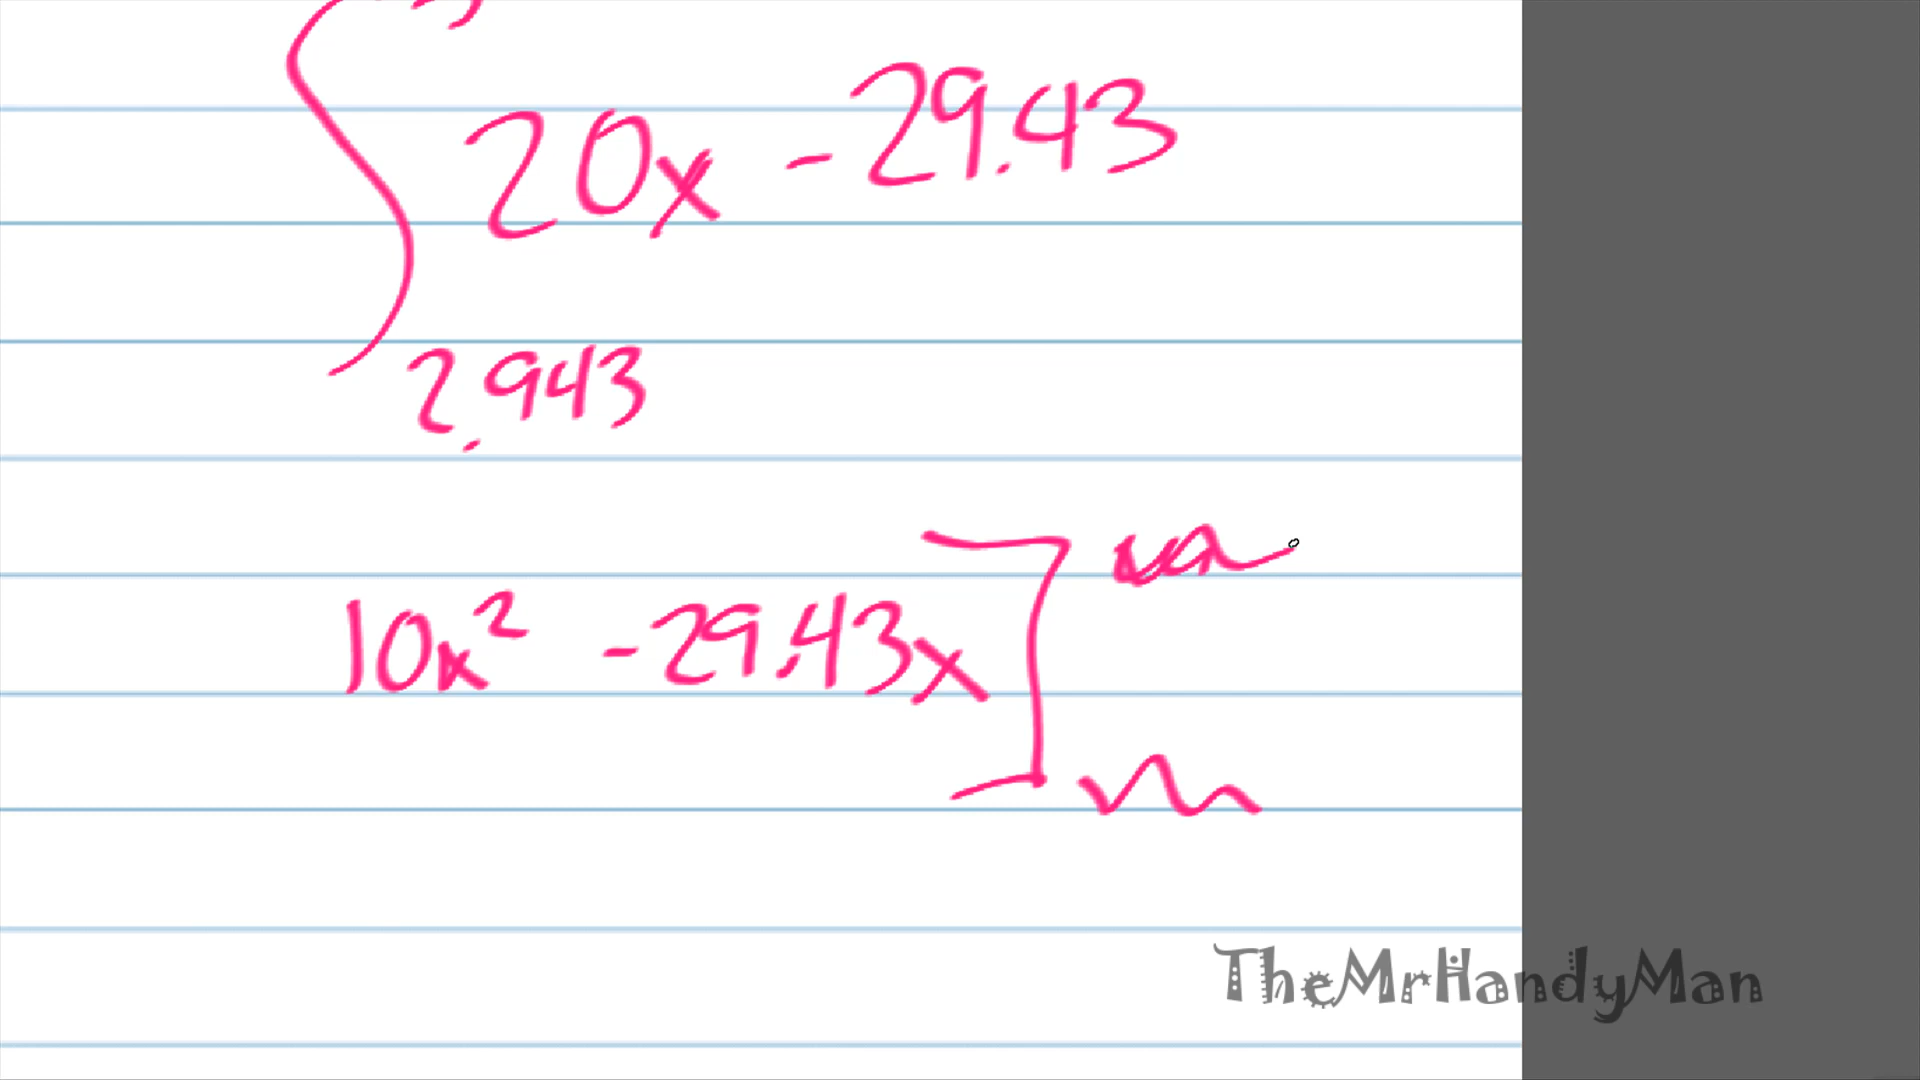 20x - 29.43
2.943
10x² - 29.43x
TheMrHandyMan